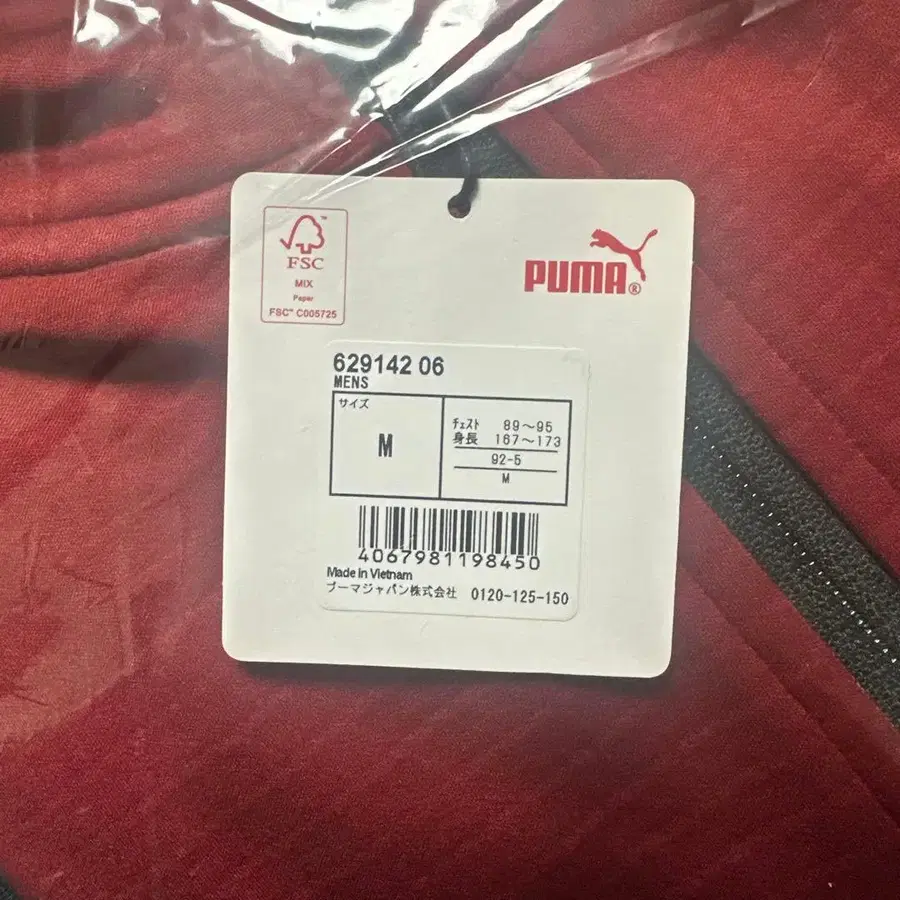 FSC
MIX
Paper
FSC™ C005725
PUMA®
629142 06
MENS
サイズ
M
チェスト 89～95
身長 167～173
92-5
M
4067981198450
Made in Vietnam
プーマジャパン株式会社 0120-125-150